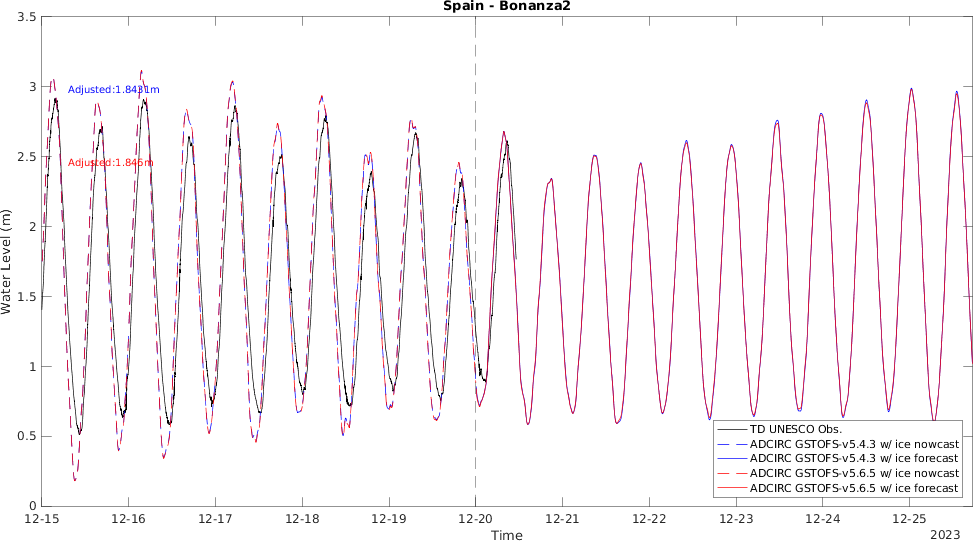 Spain - Bonanza2
3.5
3
2.5
2
1.5
1
0.5
0
Water Level (m)
Adjusted:1.8431m
Adjusted:1.846m
TD UNESCO Obs.
ADCIRC GSTOFS-v5.4.3 w/ ice nowcast
ADCIRC GSTOFS-v5.4.3 w/ ice forecast
ADCIRC GSTOFS-v5.6.5 w/ ice nowcast
ADCIRC GSTOFS-v5.6.5 w/ ice forecast
12-15 12-16 12-17 12-18 12-19 12-20 12-21 12-22 12-23 12-24 12-25
Time
2023